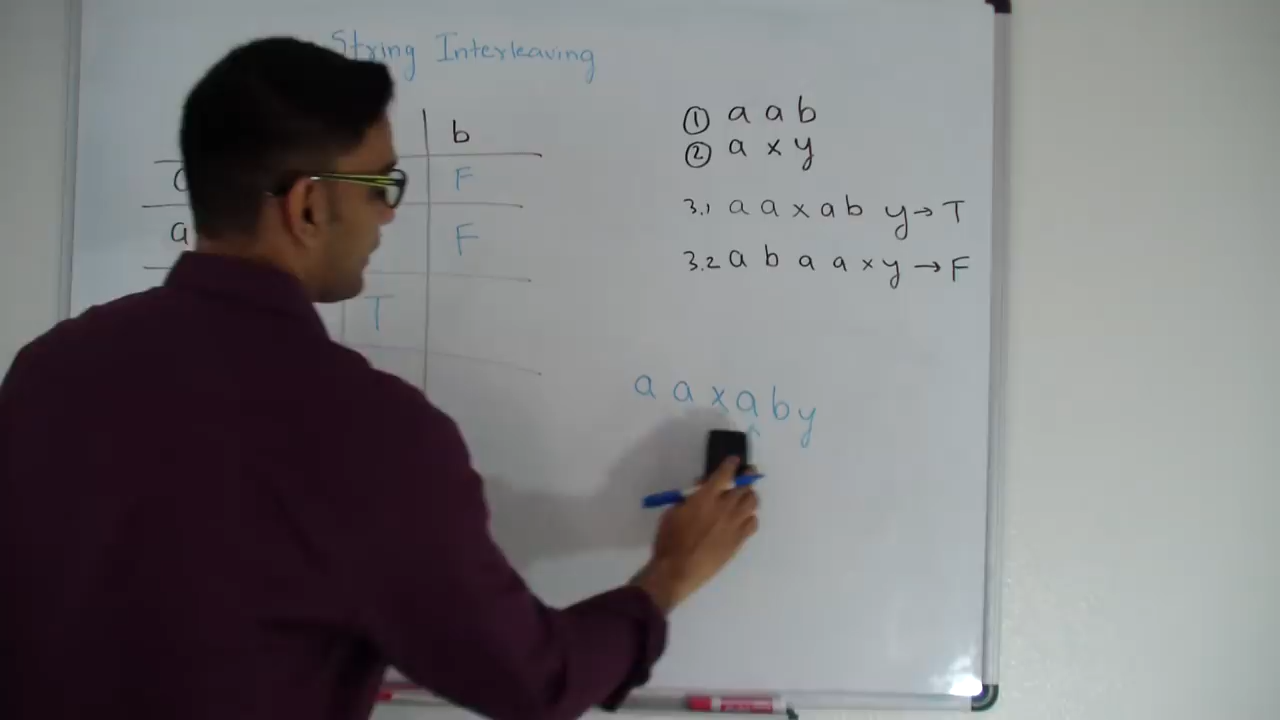 String Interleaving
b
F
a F
T
① a a b
② a x y
3.1 a a x a b y → T
3.2 a b a a x y → F
a a x a b y